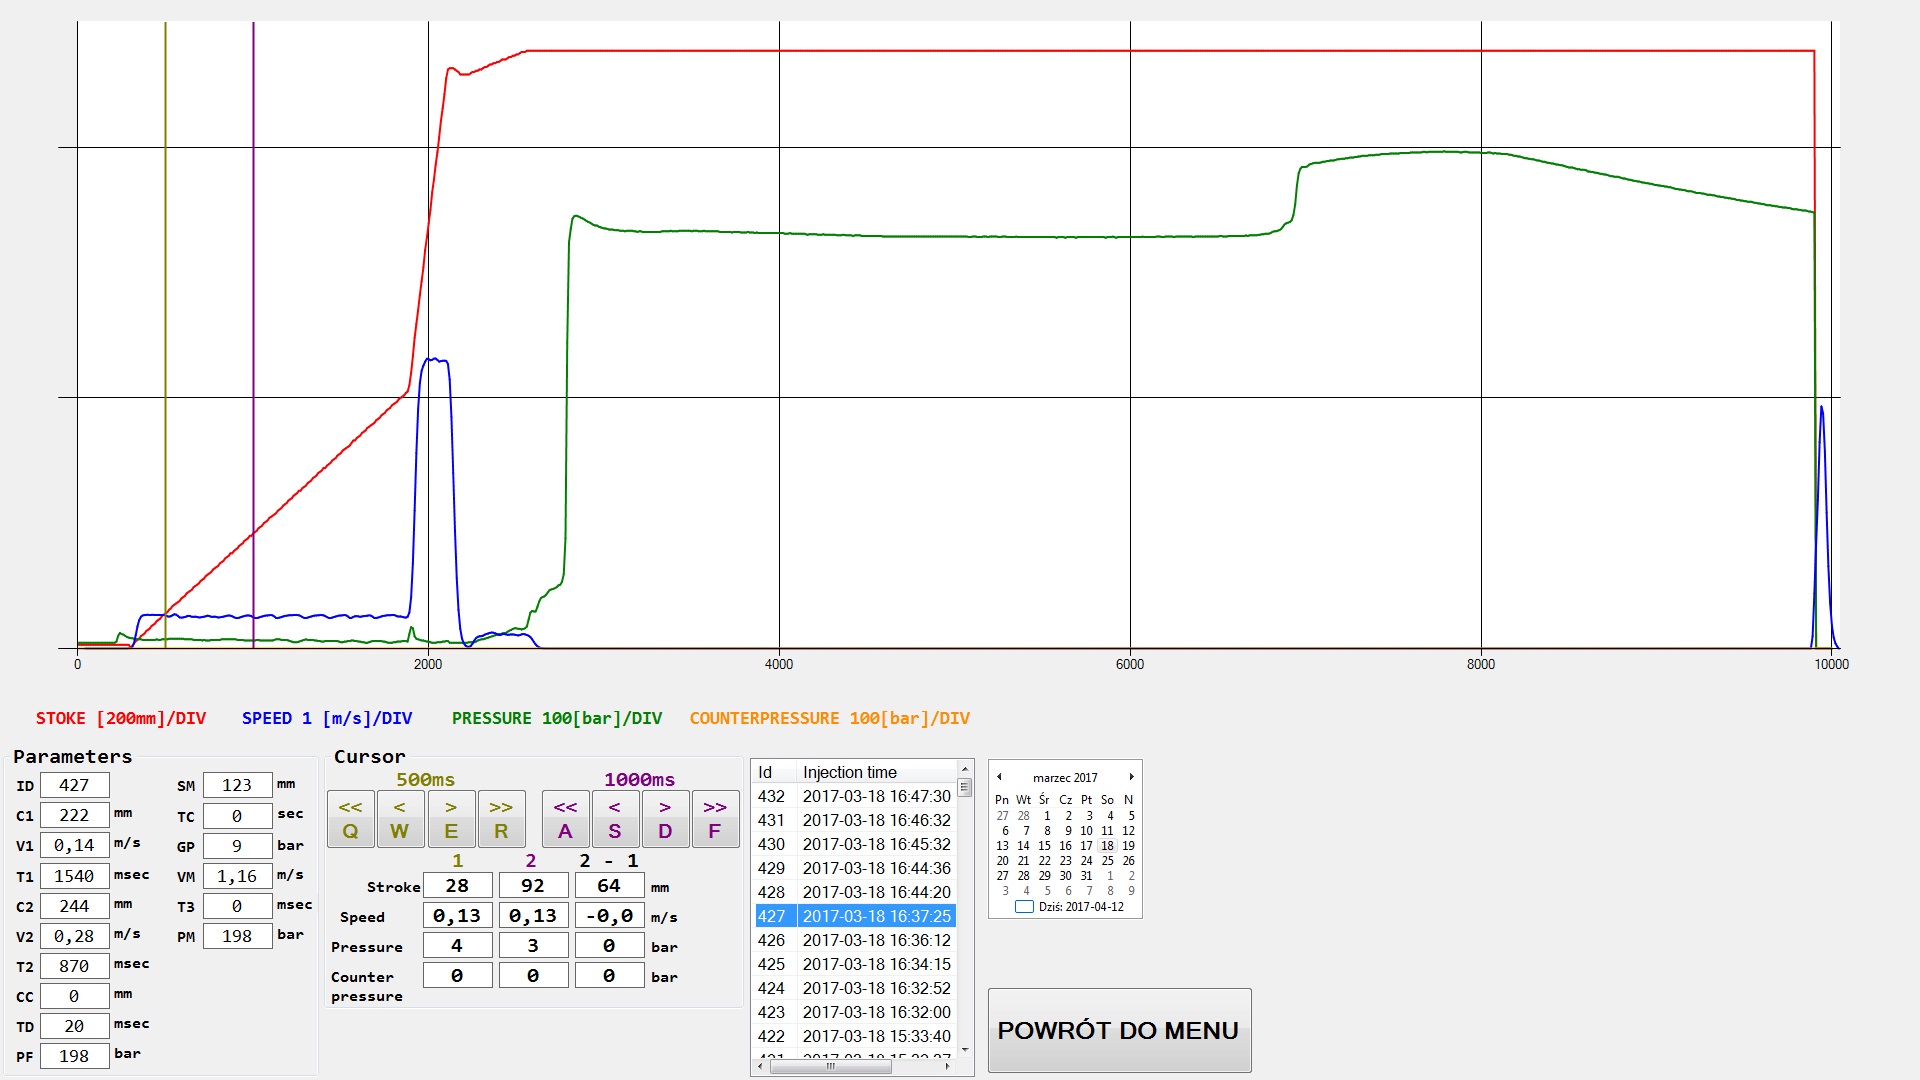 0 2000 4000 6000 8000 10000
STOKE [200mm]/DIV SPEED 1 [m/s]/DIV PRESSURE 100[bar]/DIV COUNTERPRESSURE 100[bar]/DIV
Parameters
ID 427
C1 222 mm
V1 0,14 m/s
T1 1540 msec
C2 244 mm
V2 0,28 m/s
T2 870 msec
CC 0 mm
TD 20 msec
PF 198 bar
SM 123 mm
TC 0 sec
GP 9 bar
VM 1,16 m/s
T3 0 msec
PM 198 bar
Cursor
500ms 1000ms
<< < > >> << < > >>
Q W E R A S D F
1 2 2 - 1
Stroke 28 92 64 mm
Speed 0,13 0,13 -0,0 m/s
Pressure 4 3 0 bar
Counter pressure 0 0 0 bar
Id Injection time
432 2017-03-18 16:47:30
431 2017-03-18 16:46:32
430 2017-03-18 16:45:32
429 2017-03-18 16:44:36
428 2017-03-18 16:44:20
427 2017-03-18 16:37:25
426 2017-03-18 16:36:12
425 2017-03-18 16:34:15
424 2017-03-18 16:32:52
423 2017-03-18 16:32:00
422 2017-03-18 15:33:40
marzec 2017
Pn Wt Śr Cz Pt So N
27 28 1 2 3 4 5
6 7 8 9 10 11 12
13 14 15 16 17 18 19
20 21 22 23 24 25 26
27 28 29 30 31 1 2
3 4 5 6 7 8 9
Dziś: 2017-04-12
POWRÓT DO MENU